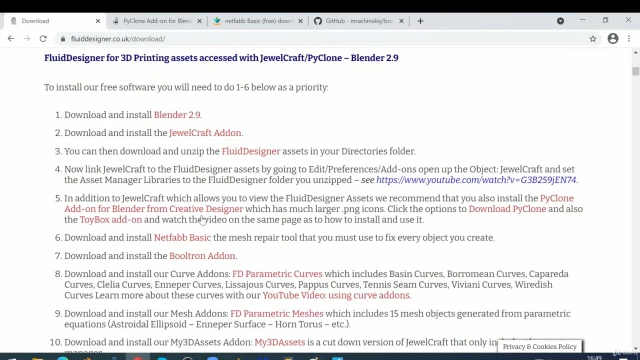 Download
PyClone Add-on for Blend
netfabb Basic (free) down
GitHub - mrachinskiy/boo
fluiddesigner.co.uk/download/
FluidDesigner for 3D Printing assets accessed with JewelCraft/PyClone – Blender 2.9
To install our free software you will need to do 1-6 below as a priority:
1. Download and install Blender 2.9.
2. Download and install the JewelCraft Addon.
3. You can then download and unzip the FluidDesigner assets in your Directories folder.
4. Now link JewelCraft to the FluidDesigner assets by going to Edit/Preferences/Add-ons open up the Object: JewelCraft and set
the Asset Manager Libraries to the FluidDesigner folder you unzipped – see https://www.youtube.com/watch?v=G3B259jEN74.
5. In addition to JewelCraft which allows you to view the FluidDesigner Assets we recommend that you also install the PyClone
Add-on for Blender from Creative Designer which has much larger .png icons. Click the options to Download PyClone and also
the ToyBox add-on and watch the video on the same page as to how to install and use it.
6. Download and install Netfabb Basic the mesh repair tool that you must use to fix every object you create.
7. Download and install the Booltron Addon.
8. Download and install our Curve Addons: FD Parametric Curves which includes Basin Curves, Borromean Curves, Capareda
Curves, Clelia Curves, Enneper Curves, Lissajous Curves, Pappus Curves, Tennis Curves, Viviani Curves, Wiredish
Curves Learn more about these curves with our YouTube Video: using curve addons.
9. Download and install our Mesh Addons: FD Parametric Meshes which includes 15 mesh objects generated from parametric
equations (Astroidal Ellipsoid – Enneper Surface – Horn Torus – etc.).
10. Download and install our My3DAssets Addon: My3DAssets is a cut down version of JewelCraft that only includes the
Privacy & Cookies Policy